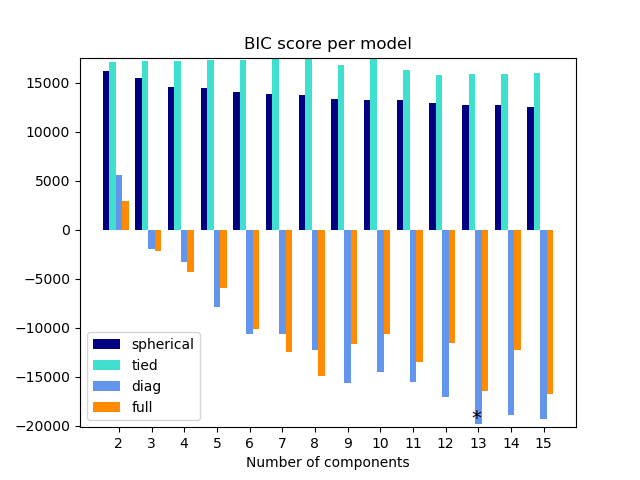 BIC score per model
15000
10000
5000
0
−5000
−10000
−15000
−20000
spherical
tied
diag
full
*
2 3 4 5 6 7 8 9 10 11 12 13 14 15
Number of components